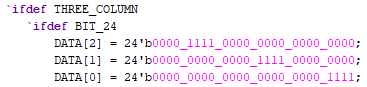 `ifdef THREE_COLUMN
`ifdef BIT_24
DATA[2] = 24'b0000_1111_0000_0000_0000_0000;
DATA[1] = 24'b0000_0000_0000_1111_0000_0000;
DATA[0] = 24'b0000_0000_0000_0000_0000_1111;